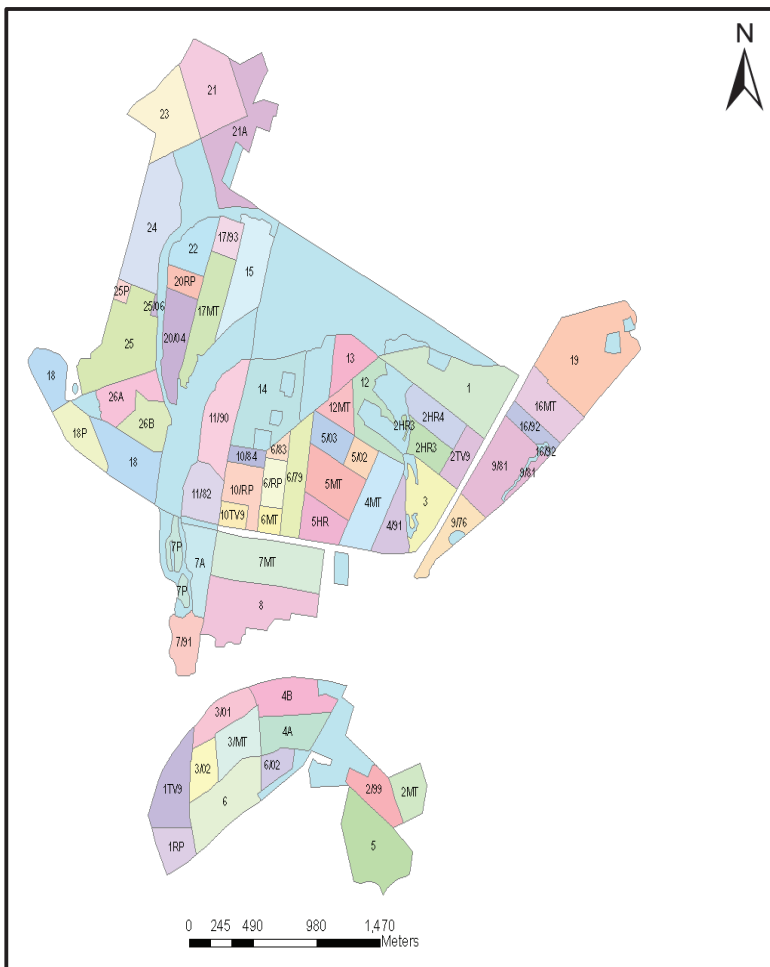 N
21
23
21A
24
22
17/93
15
20RP
25P
25/06
17MT
20/04
25
19
18
13
14
12
1
26A
11/90
12MT
16MT
18P
26B
2HR3
2HR4
16/92
5/03
18
10/84
6/83
5/02
2HR3
2TV9
16/92
9/81
9/81
11/82
10/RP
6/RP
6/79
5MT
4MT
3
10TV9
6MT
5HR
4/91
9/76
7P
7A
7MT
7P
8
7/91
4B
3/01
4A
3/MT
3/02
6/02
1TV9
2/99
2MT
6
1RP
5
0 245 490 980 1,470
Meters